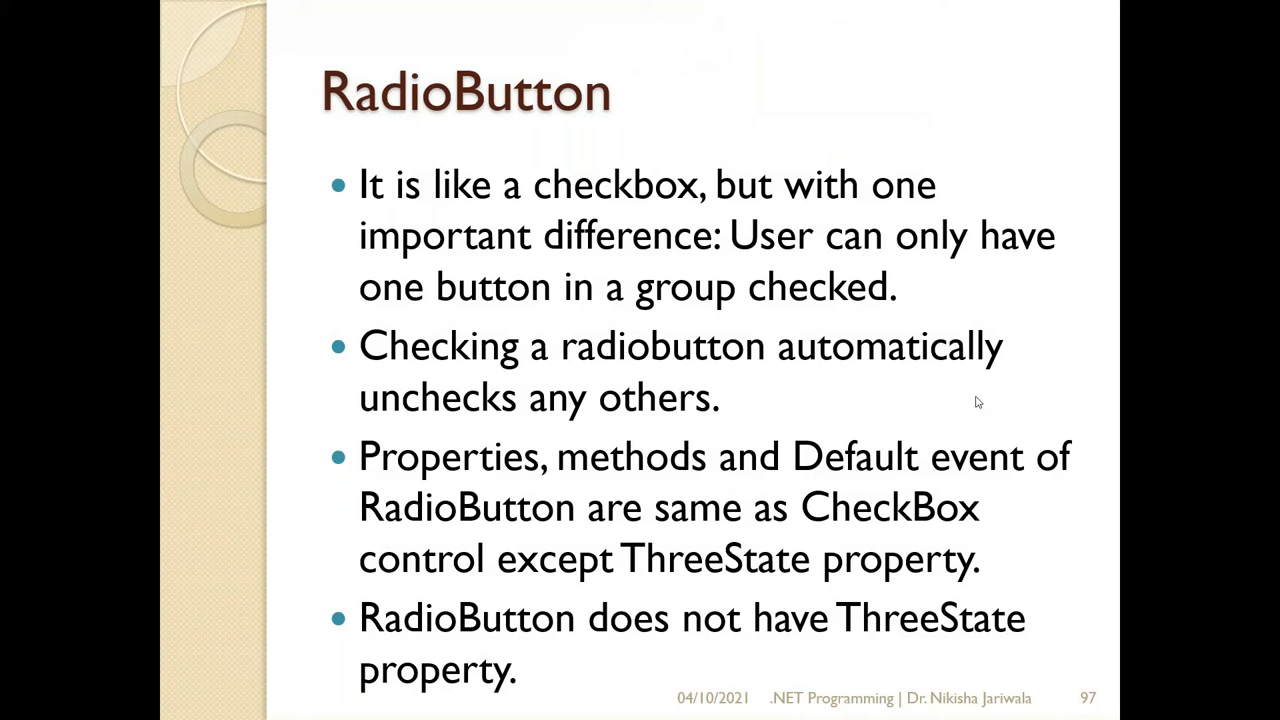 RadioButton
It is like a checkbox, but with one
important difference: User can only have
one button in a group checked.
Checking a radiobutton automatically
unchecks any others.
Properties, methods and Default event of
RadioButton are same as CheckBox
control except ThreeState property.
RadioButton does not have ThreeState
property.
04/10/2021 .NET Programming | Dr. Nikisha Jariwala 97